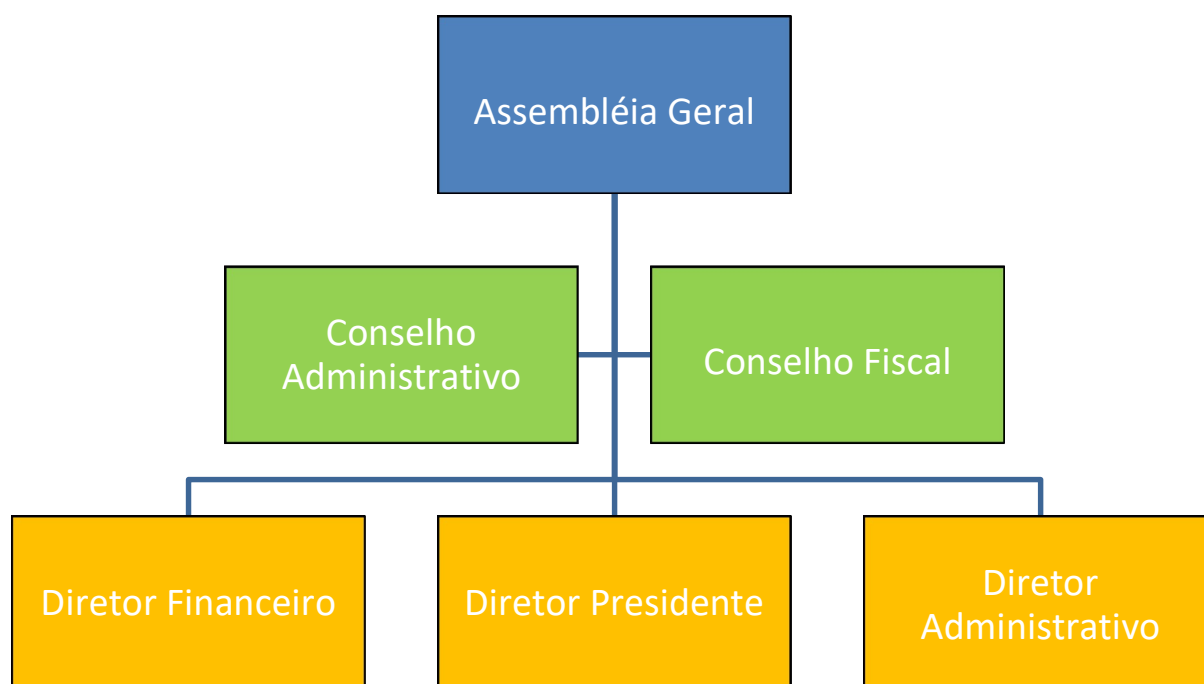 Assembléia Geral
Conselho
Administrativo
Conselho Fiscal
Diretor Financeiro
Diretor Presidente
Diretor
Administrativo